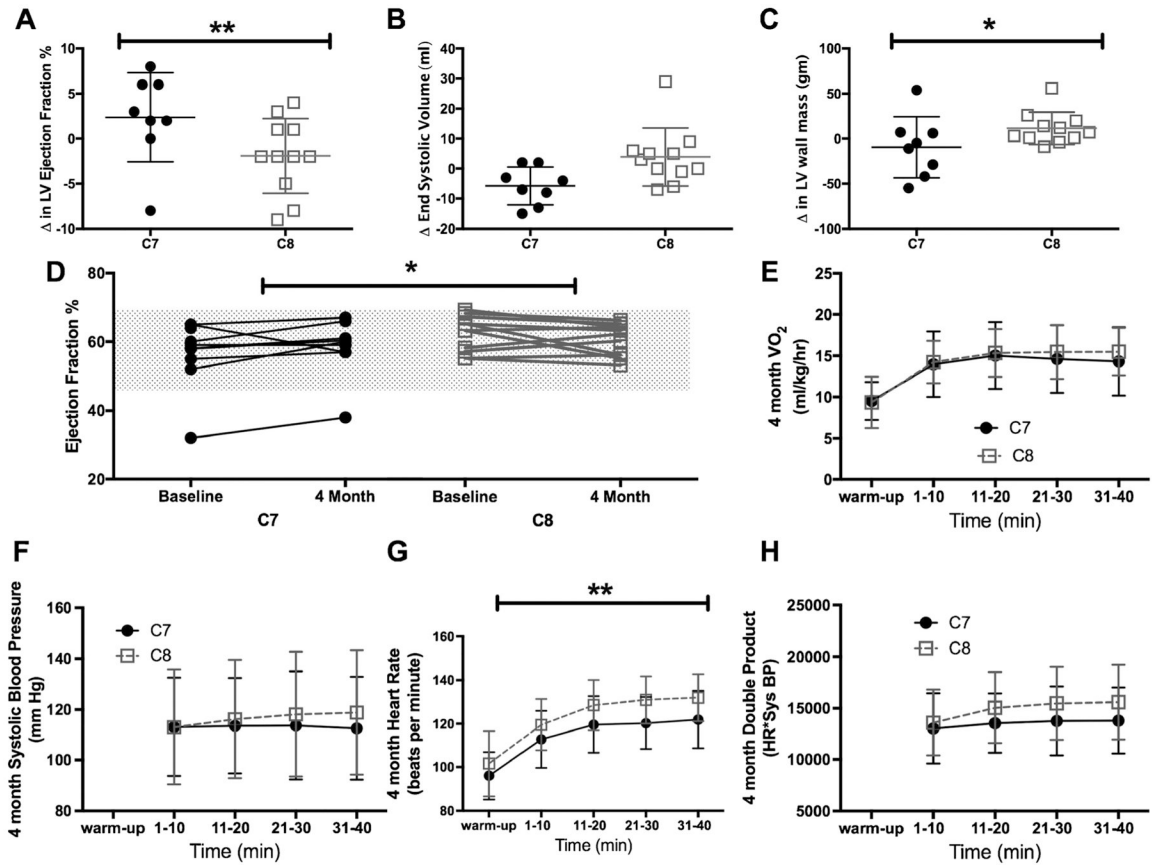 A
**
Δ in LV Ejection Fraction %
10
5
0
-5
-10
C7
C8
B
Δ End Systolic Volume (ml)
40
30
20
10
0
-10
-20
C7
C8
C
*
Δ in LV wall mass (gm)
100
50
0
-50
-100
C7
C8
D
*
Ejection Fraction %
80
60
40
20
Baseline
4 Month
Baseline
4 Month
C7
C8
E
4 month VO2
(ml/kg/hr)
25
20
15
10
5
0
C7
C8
warm-up
1-10
11-20
21-30
31-40
Time (min)
F
4 month Systolic Blood Pressure
(mm Hg)
160
140
120
100
80
C7
C8
warm-up
1-10
11-20
21-30
31-40
Time (min)
G
**
4 month Heart Rate
(beats per minute)
160
140
120
100
80
warm-up
1-10
11-20
21-30
31-40
Time (min)
H
4 month Double Product
(HR*Sys BP)
25000
20000
15000
10000
5000
C7
C8
warm-up
1-10
11-20
21-30
31-40
Time (min)